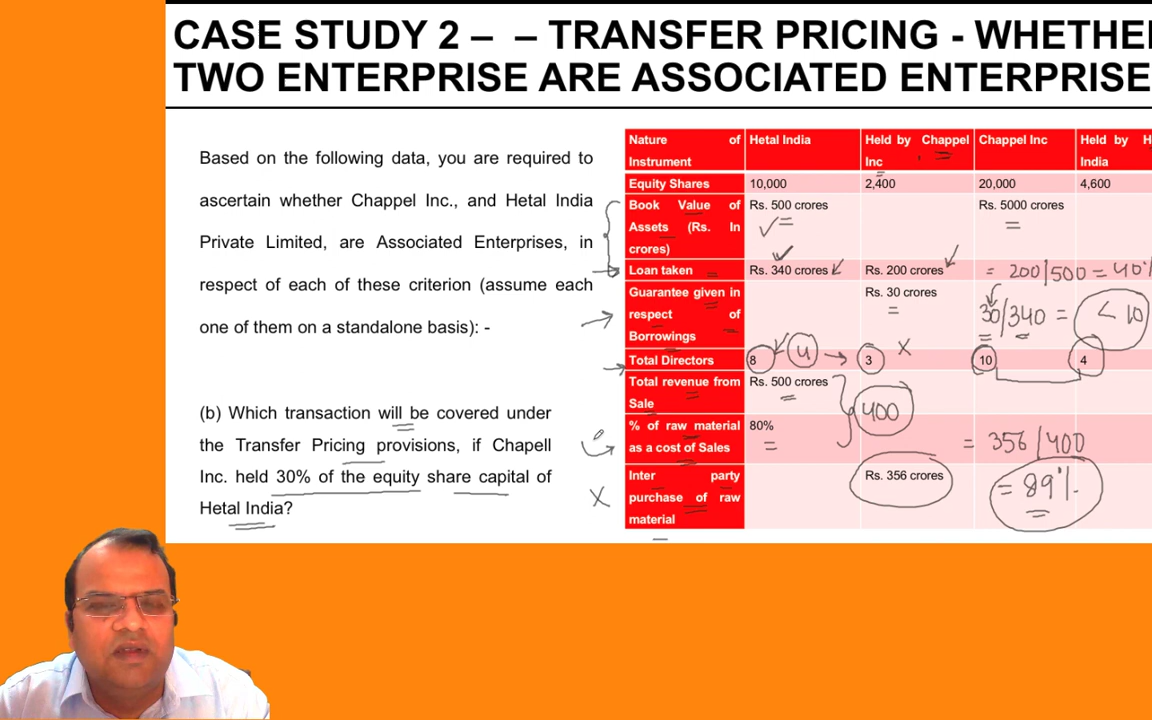 CASE STUDY 2 – – TRANSFER PRICING - WHETHE
TWO ENTERPRISE ARE ASSOCIATED ENTERPRISE
Based on the following data, you are required to
ascertain whether Chappel Inc., and Hetal India
Private Limited, are Associated Enterprises, in
respect of each of these criterion (assume each
one of them on a standalone basis): -
(b) Which transaction will be covered under
the Transfer Pricing provisions, if Chapell
Inc. held 30% of the equity share capital of
Hetal India?
Nature of Instrument Hetal India Held by Chappel Inc Chappel Inc Held by H India
Equity Shares 10,000 2,400 20,000 4,600
Book Value of Assets (Rs. In crores) Rs. 500 crores Rs. 5000 crores
Loan taken Rs. 340 crores Rs. 200 crores = 200/500 = 40%
Guarantee given in respect of Borrowings Rs. 30 crores 30/340 = < 10
Total Directors 8 4 3 X 10 4
Total revenue from Sale Rs. 500 crores 400
% of raw material as a cost of Sales 80% = 356/400
Inter party purchase of raw material Rs. 356 crores = 89%
X